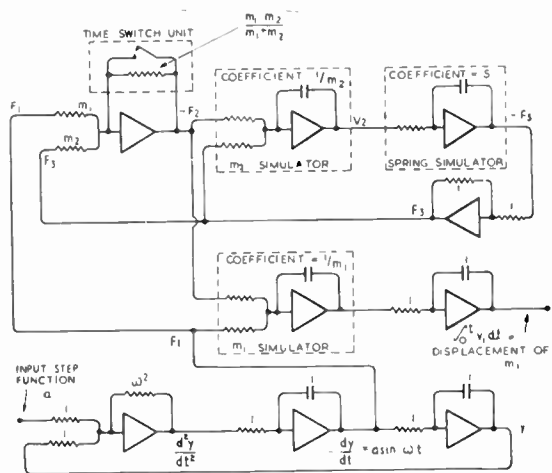 m₁ m₂
m₁+m₂
TIME SWITCH UNIT
COEFFICIENT 1/m₂
COEFFICIENT = S
F₁
m₁
-F₂
V₂
-F₃
m₂
F₃
m₂ SIMULATOR
SPRING SIMULATOR
1
F₃
1
COEFFICIENT = 1/m₁
1
1
m₁ SIMULATOR
F₁
∫₀ᵗ v₁ dt =
DISPLACEMENT OF
m₁
INPUT STEP
FUNCTION
a
ω²
1
1
1
1
1
1
d²y
dt²
dy
dt
= a sin ωt
y